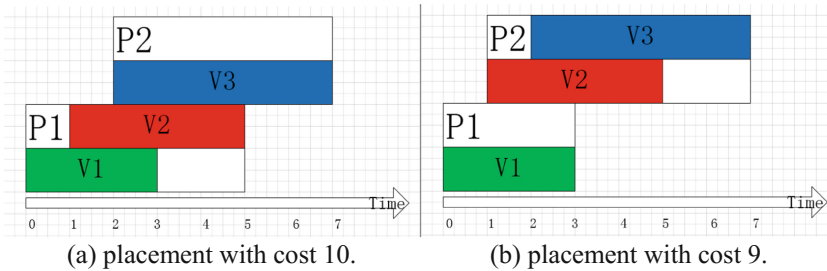 P2
V3
P1
V2
V1
Time
0 1 2 3 4 5 6 7
(a) placement with cost 10.
P2
V3
V2
P1
V1
Time
0 1 2 3 4 5 6 7
(b) placement with cost 9.